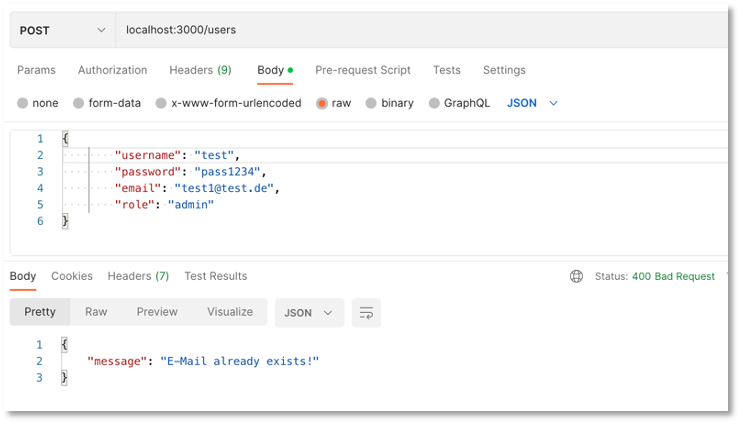 POST localhost:3000/users
Params Authorization Headers (9) Body Pre-request Script Tests Settings
none form-data x-www-form-urlencoded raw binary GraphQL JSON
1 {
2 "username": "test",
3 "password": "pass1234",
4 "email": "test1@test.de",
5 "role": "admin"
6 }
Body Cookies Headers (7) Test Results Status: 400 Bad Request
Pretty Raw Preview Visualize JSON
1 {
2 "message": "E-Mail already exists!"
3 }